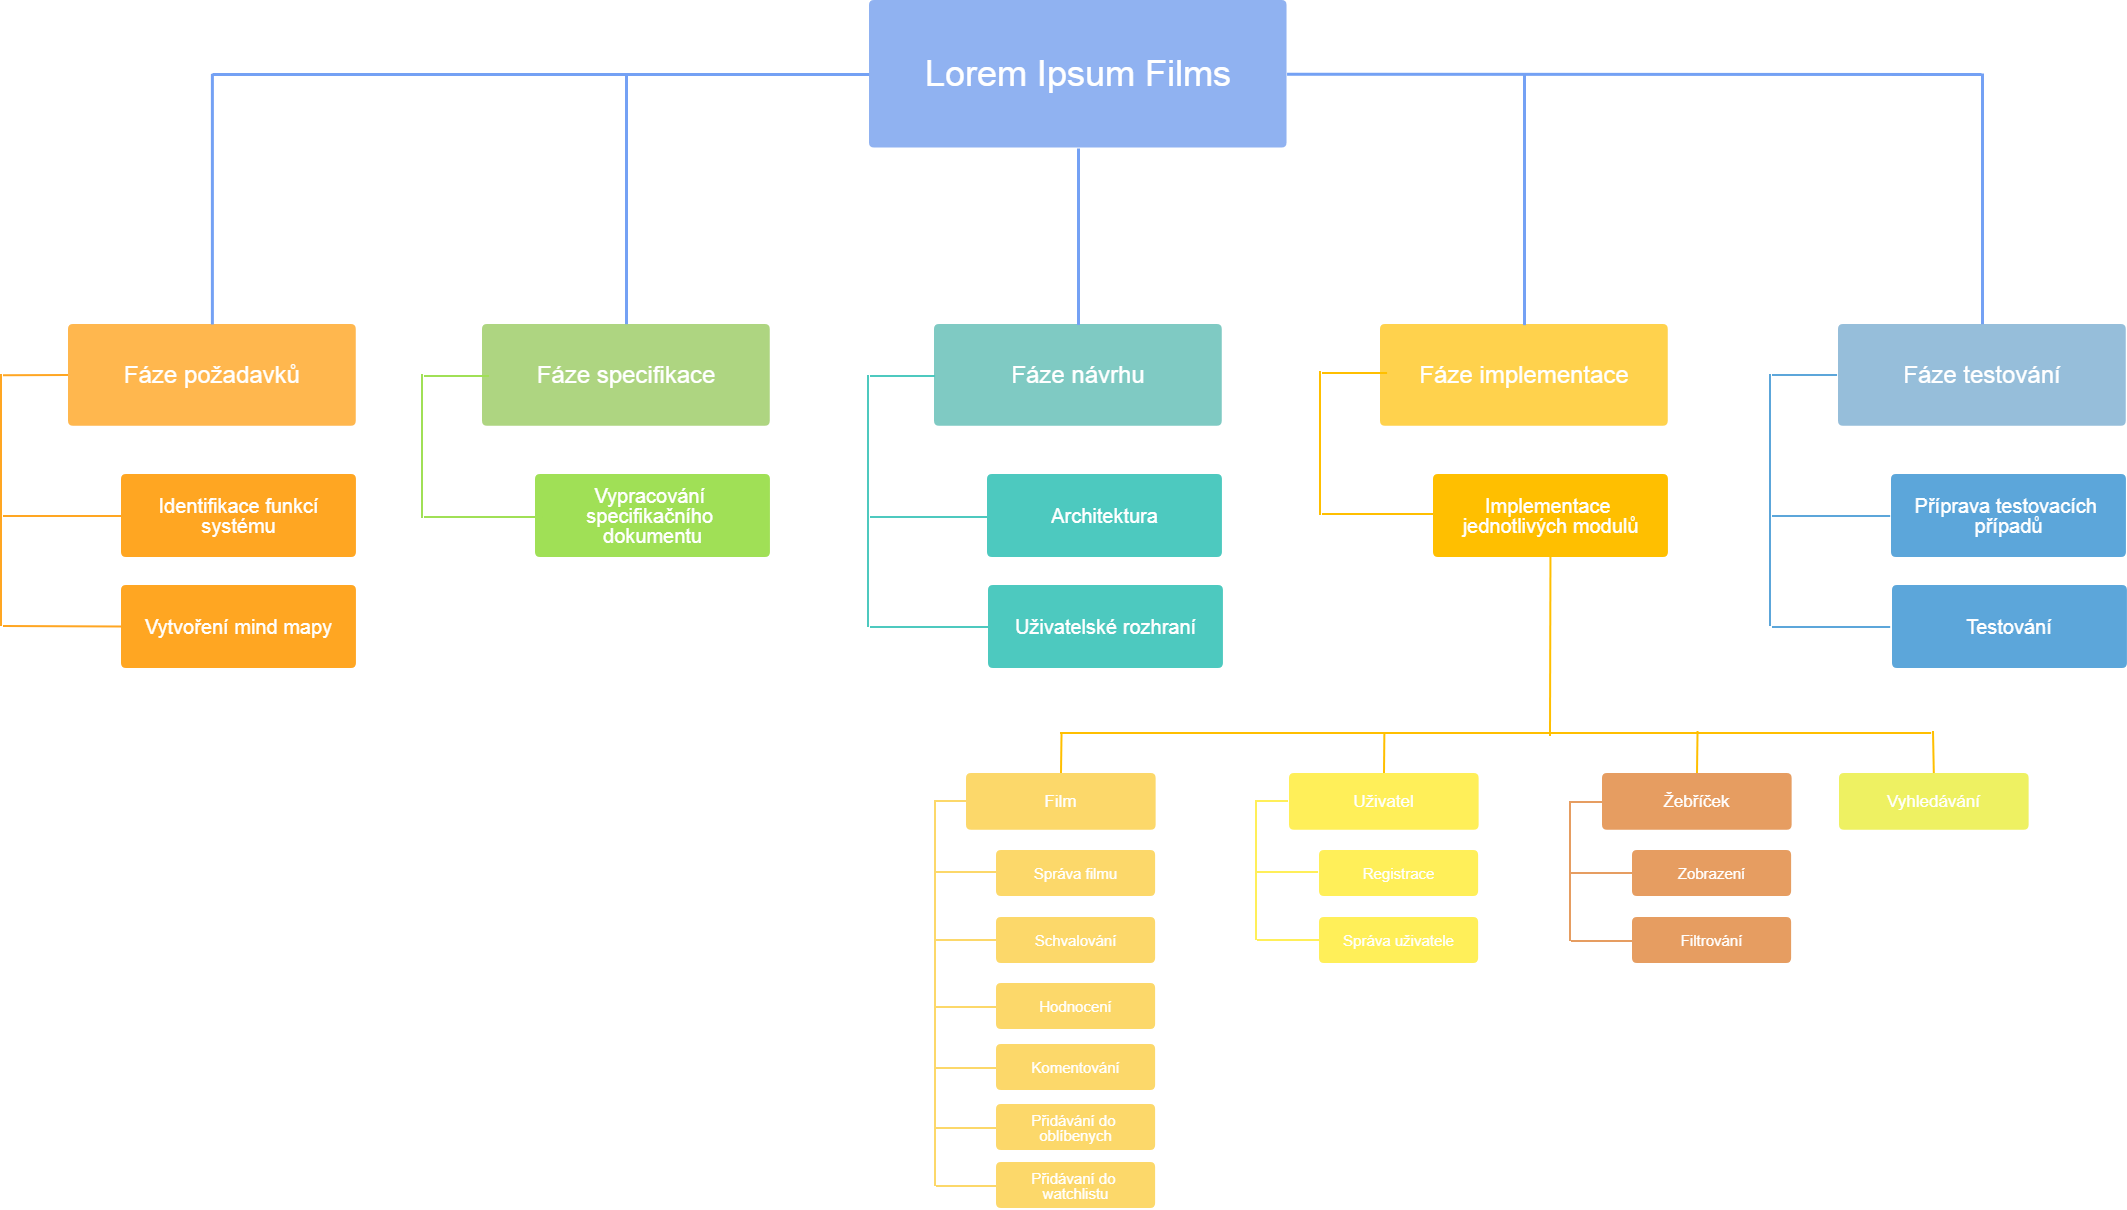 Lorem Ipsum Films
Fáze požadavků
Fáze specifikace
Fáze návrhu
Fáze implementace
Fáze testování
Identifikace funkcí
systému
Vypracování
specifikačního
dokumentu
Architektura
Implementace
jednotlivých modulů
Příprava testovacích
případů
Vytvoření mind mapy
Uživatelské rozhraní
Testování
Film
Uživatel
Žebříček
Vyhledávání
Správa filmu
Registrace
Zobrazení
Schvalování
Správa uživatele
Filtrování
Hodnocení
Komentování
Přidávání do
oblíbenych
Přidávaní do
watchlistu